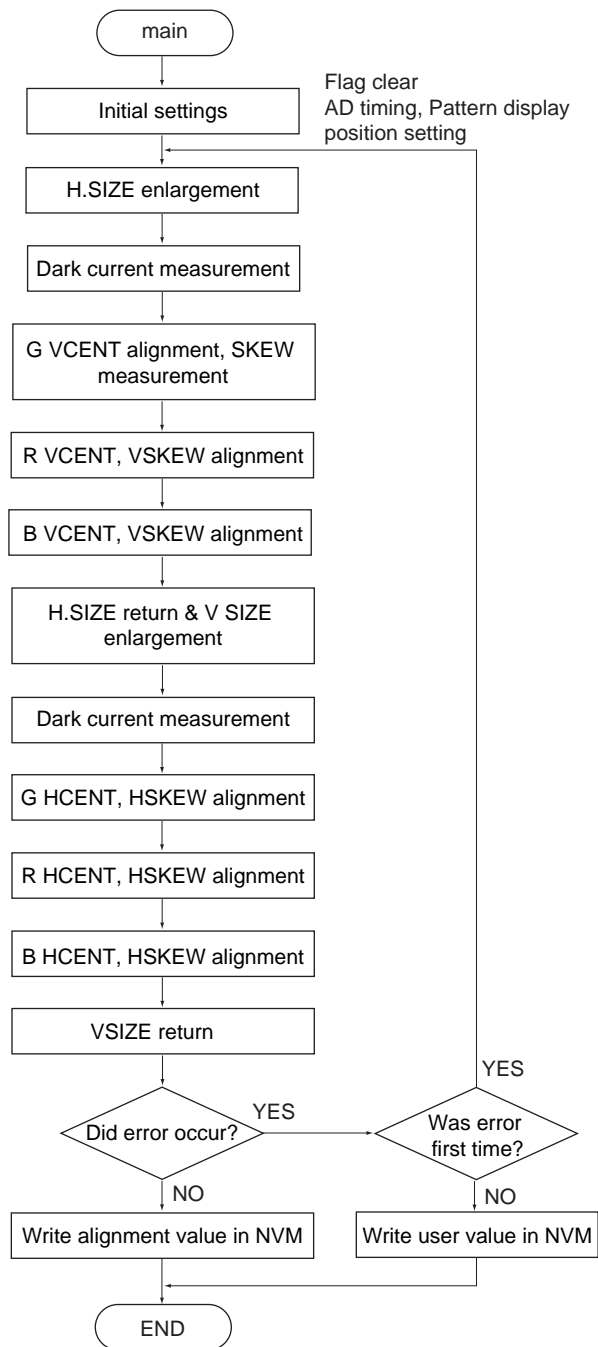 main
Flag clear
AD timing, Pattern display
position setting
Initial settings
H.SIZE enlargement
Dark current measurement
G VCENT alignment, SKEW
measurement
R VCENT, VSKEW alignment
B VCENT, VSKEW alignment
H.SIZE return & V SIZE
enlargement
Dark current measurement
G HCENT, HSKEW alignment
R HCENT, HSKEW alignment
B HCENT, HSKEW alignment
VSIZE return
YES
Did error occur?
YES
Was error
first time?
NO
NO
Write alignment value in NVM
Write user value in NVM
END